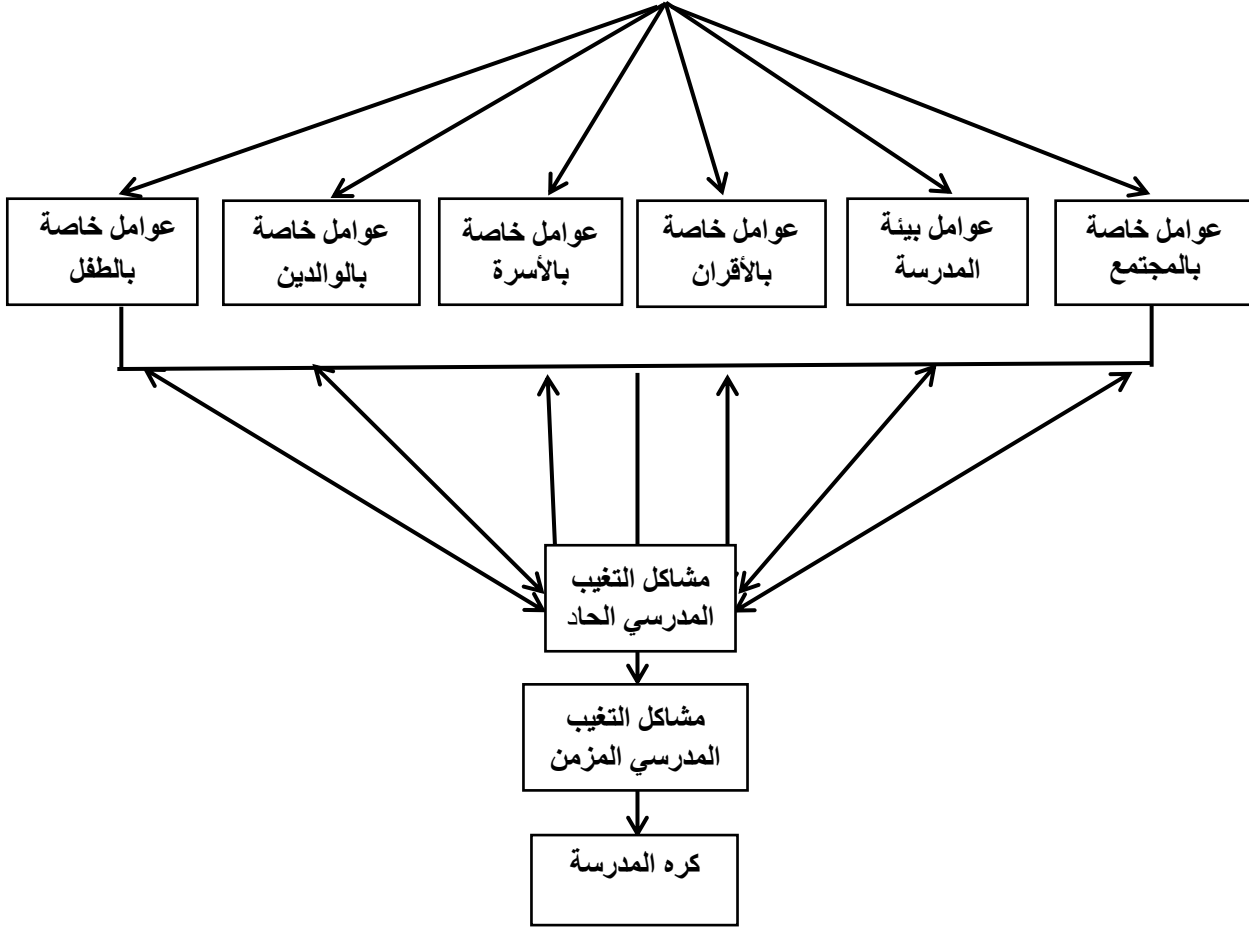 عوامل خاصة
بالمجتمع
عوامل بيئة
المدرسة
عوامل خاصة
بالأقران
عوامل خاصة
بالأسرة
عوامل خاصة
بالوالدين
عوامل خاصة
بالطفل
مشاكل التغيب
المدرسي الحاد
مشاكل التغيب
المدرسي المزمن
كره المدرسة